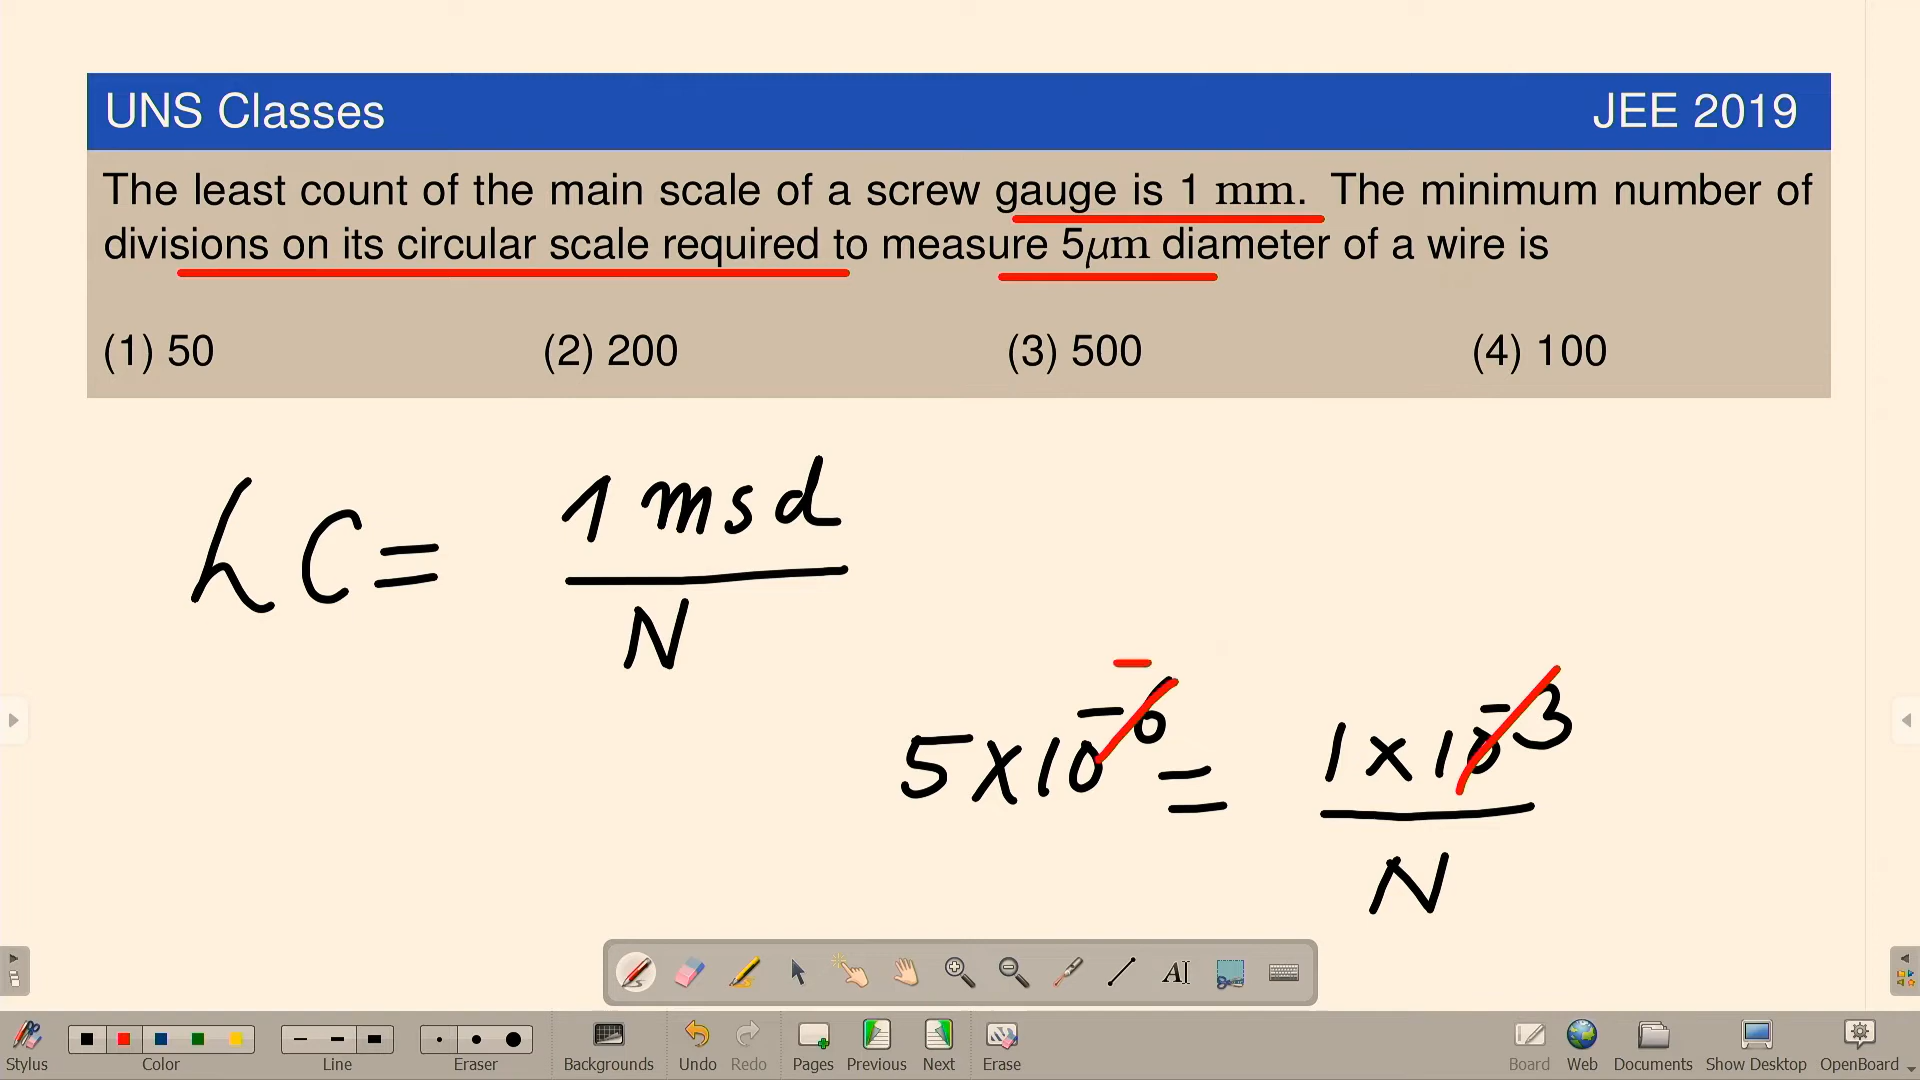 UNS Classes JEE 2019
The least count of the main scale of a screw gauge is 1 mm. The minimum number of
divisions on its circular scale required to measure 5μm diameter of a wire is
(1) 50 (2) 200 (3) 500 (4) 100
LC = 1 msd
N
5 × 10⁻⁶ = 1 × 10⁻³
N
Stylus Color Line Eraser Backgrounds Undo Redo Pages Previous Next Erase Board Web Documents Show Desktop OpenBoard